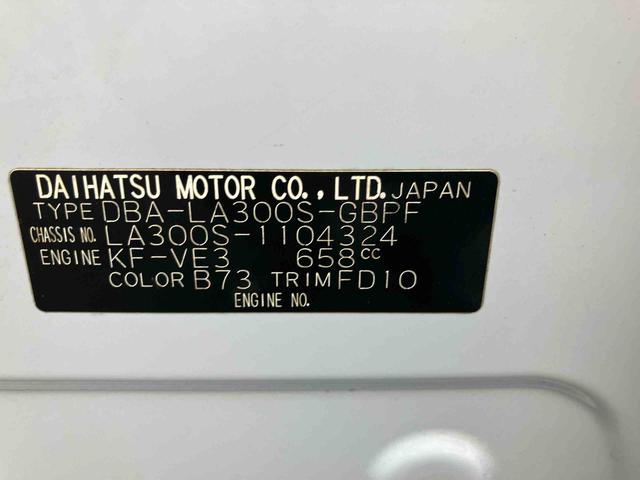 DAIHATSU MOTOR CO., LTD. JAPAN
TYPE DBA-LA300S-GBPF
CHASSIS NO. LA300S-1104324
ENGINE KF-VE3 658cc
COLOR B73 TRIM FD10
ENGINE NO.